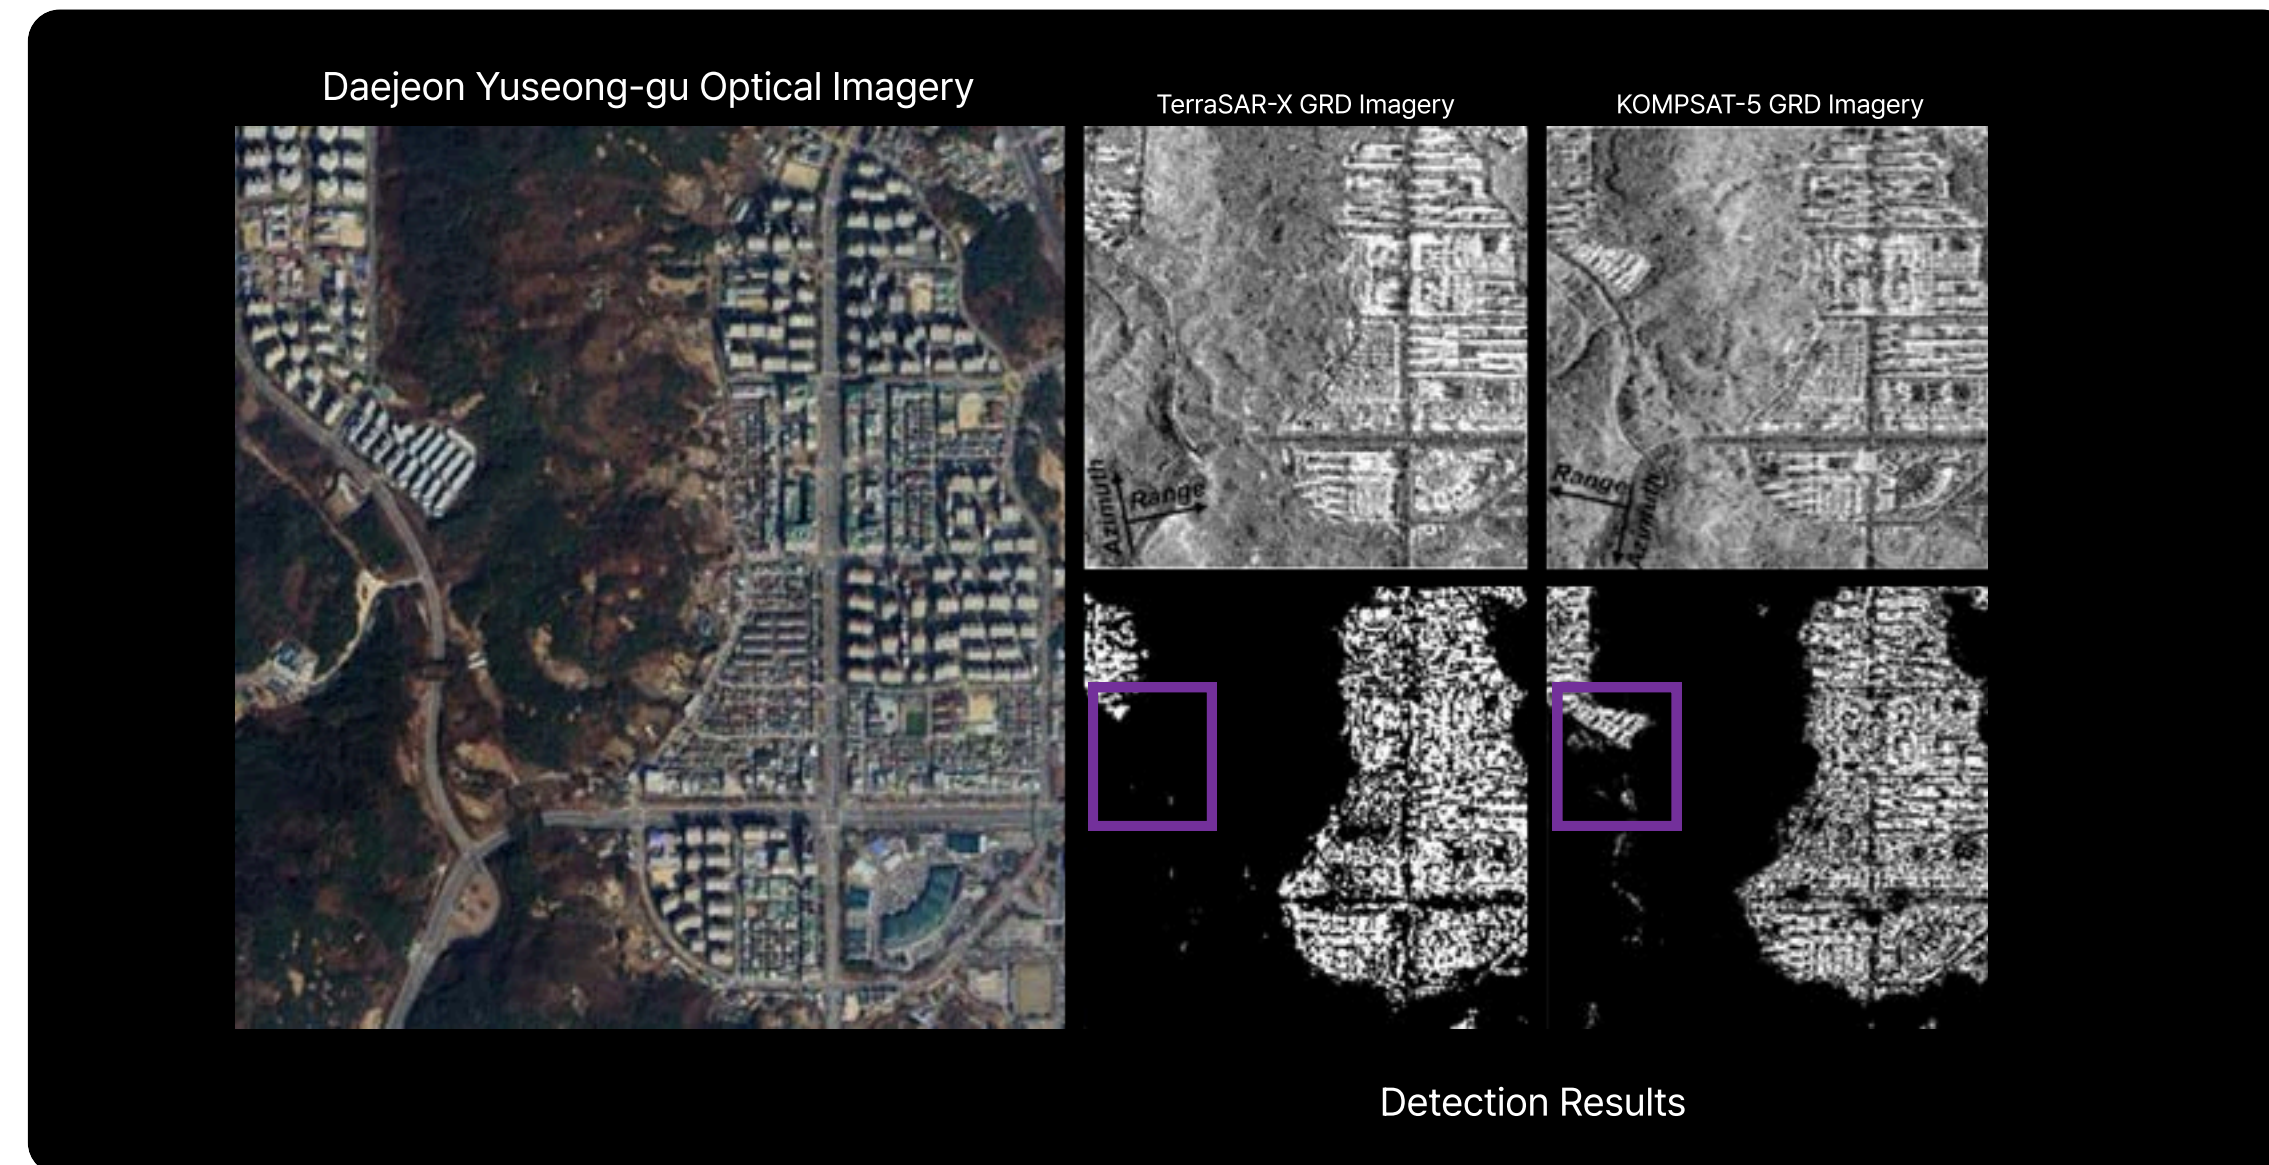 Daejeon Yuseong-gu Optical Imagery
TerraSAR-X GRD Imagery
KOMPSAT-5 GRD Imagery
Azimuth
Range
Range
Azimuth
Detection Results